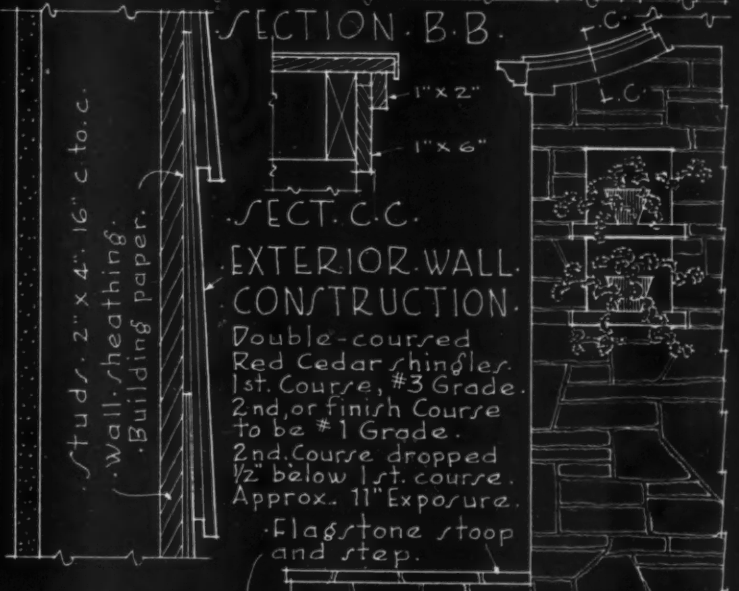 .SECTION.B.B.
.C.
.C.
1" X 2"
1" X 6"
.SECT.C.C.
.Studs. 2" X 4". 16" c. to.c.
.Wall.sheathing.
.Building paper.
EXTERIOR.WALL.
CONSTRUCTION.
Double-coursed
Red Cedar shingles.
1st. Course, #3 Grade.
2nd, or finish Course
to be #1 Grade.
2nd. Course dropped
½" below 1st. course.
Approx. 11" Exposure.
.Flagstone stoop
and step.